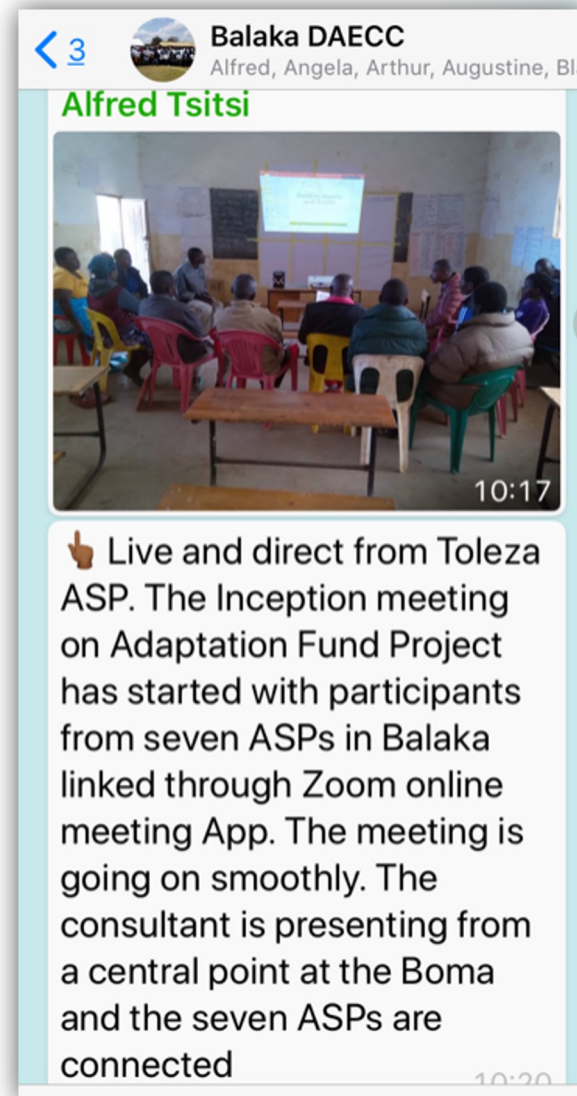 3
Balaka DAECC
Alfred, Angela, Arthur, Augustine, Bl
Alfred Tsitsi
10:17
👆🏾 Live and direct from Toleza
ASP. The Inception meeting
on Adaptation Fund Project
has started with participants
from seven ASPs in Balaka
linked through Zoom online
meeting App. The meeting is
going on smoothly. The
consultant is presenting from
a central point at the Boma
and the seven ASPs are
connected
10:20